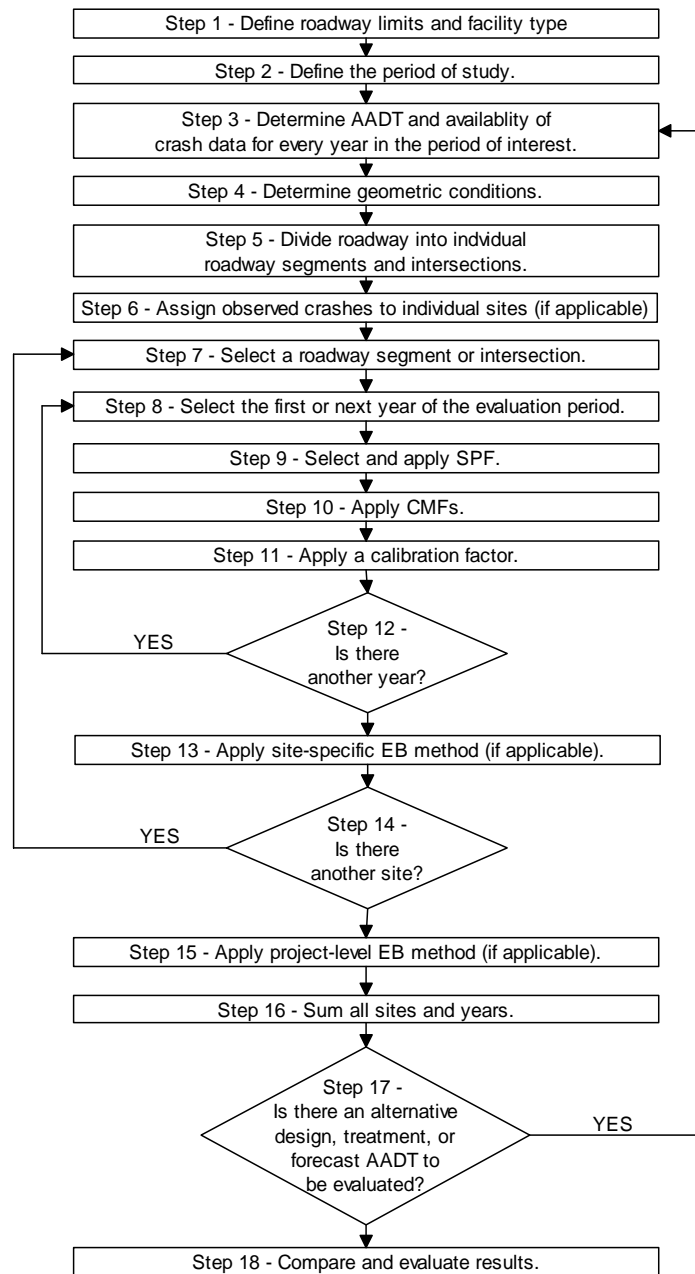 Step 1 - Define roadway limits and facility type
Step 2 - Define the period of study.
Step 3 - Determine AADT and availablity of
crash data for every year in the period of interest.
Step 4 - Determine geometric conditions.
Step 5 - Divide roadway into indvidual
roadway segments and intersections.
Step 6 - Assign observed crashes to individual sites (if applicable)
Step 7 - Select a roadway segment or intersection.
Step 8 - Select the first or next year of the evaluation period.
Step 9 - Select and apply SPF.
Step 10 - Apply CMFs.
Step 11 - Apply a calibration factor.
YES
Step 12 -
Is there
another year?
Step 13 - Apply site-specific EB method (if applicable).
YES
Step 14 -
Is there
another site?
Step 15 - Apply project-level EB method (if applicable).
Step 16 - Sum all sites and years.
Step 17 -
Is there an alternative
design, treatment, or
forecast AADT to
be evaluated?
YES
Step 18 - Compare and evaluate results.